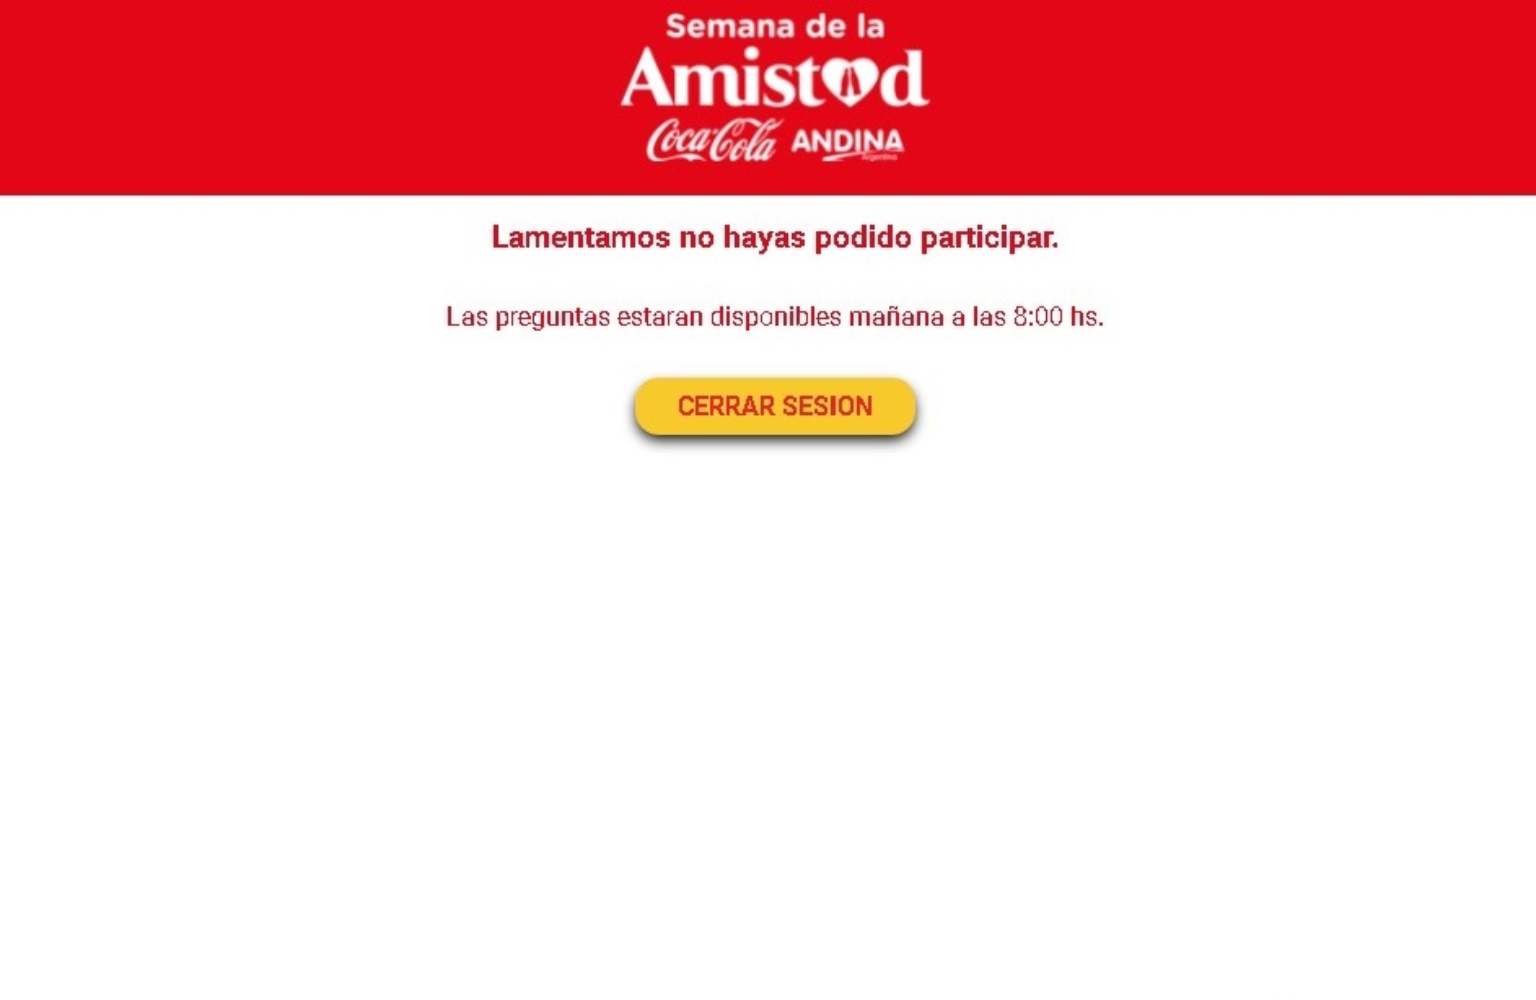 Semana de la
Amistad
Coca-Cola ANDINA
Argentina
Lamentamos no hayas podido participar.
Las preguntas estaran disponibles mañana a las 8:00 hs.
CERRAR SESION